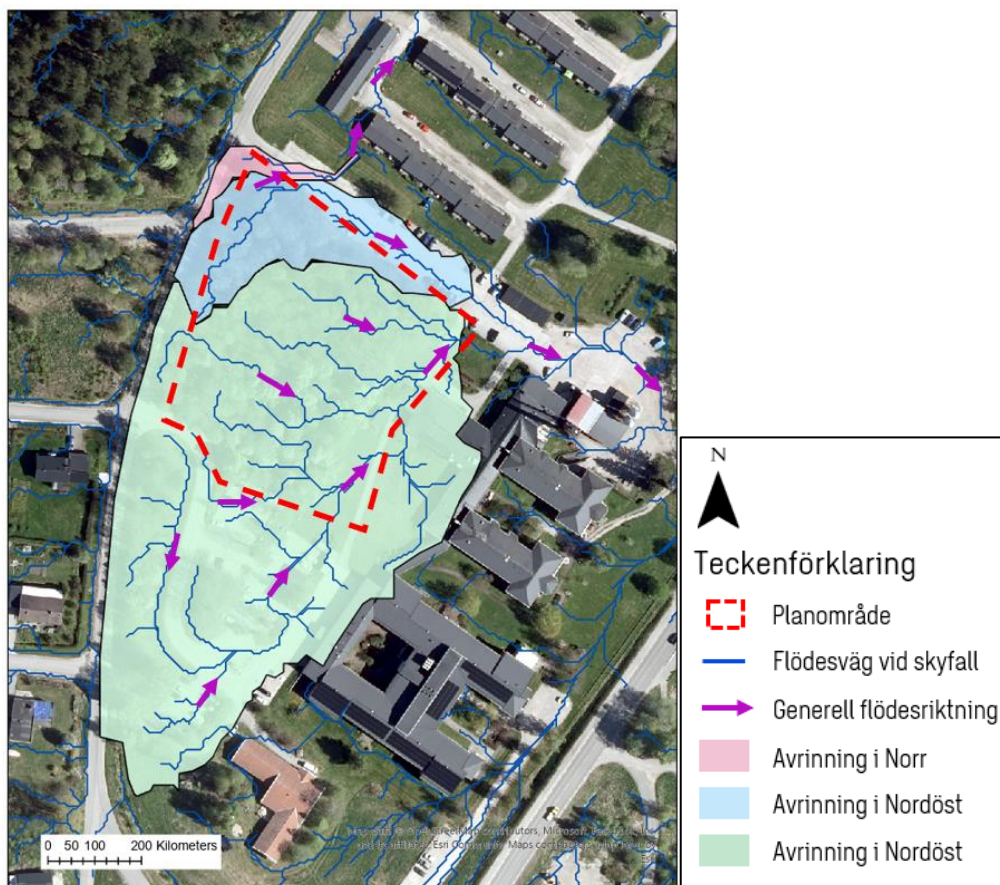 0 50 100 200 Kilometers
N
Teckenförklaring
Planområde
Flödesväg vid skyfall
Generell flödesriktning
Avrinning i Norr
Avrinning i Nordöst
Avrinning i Nordöst